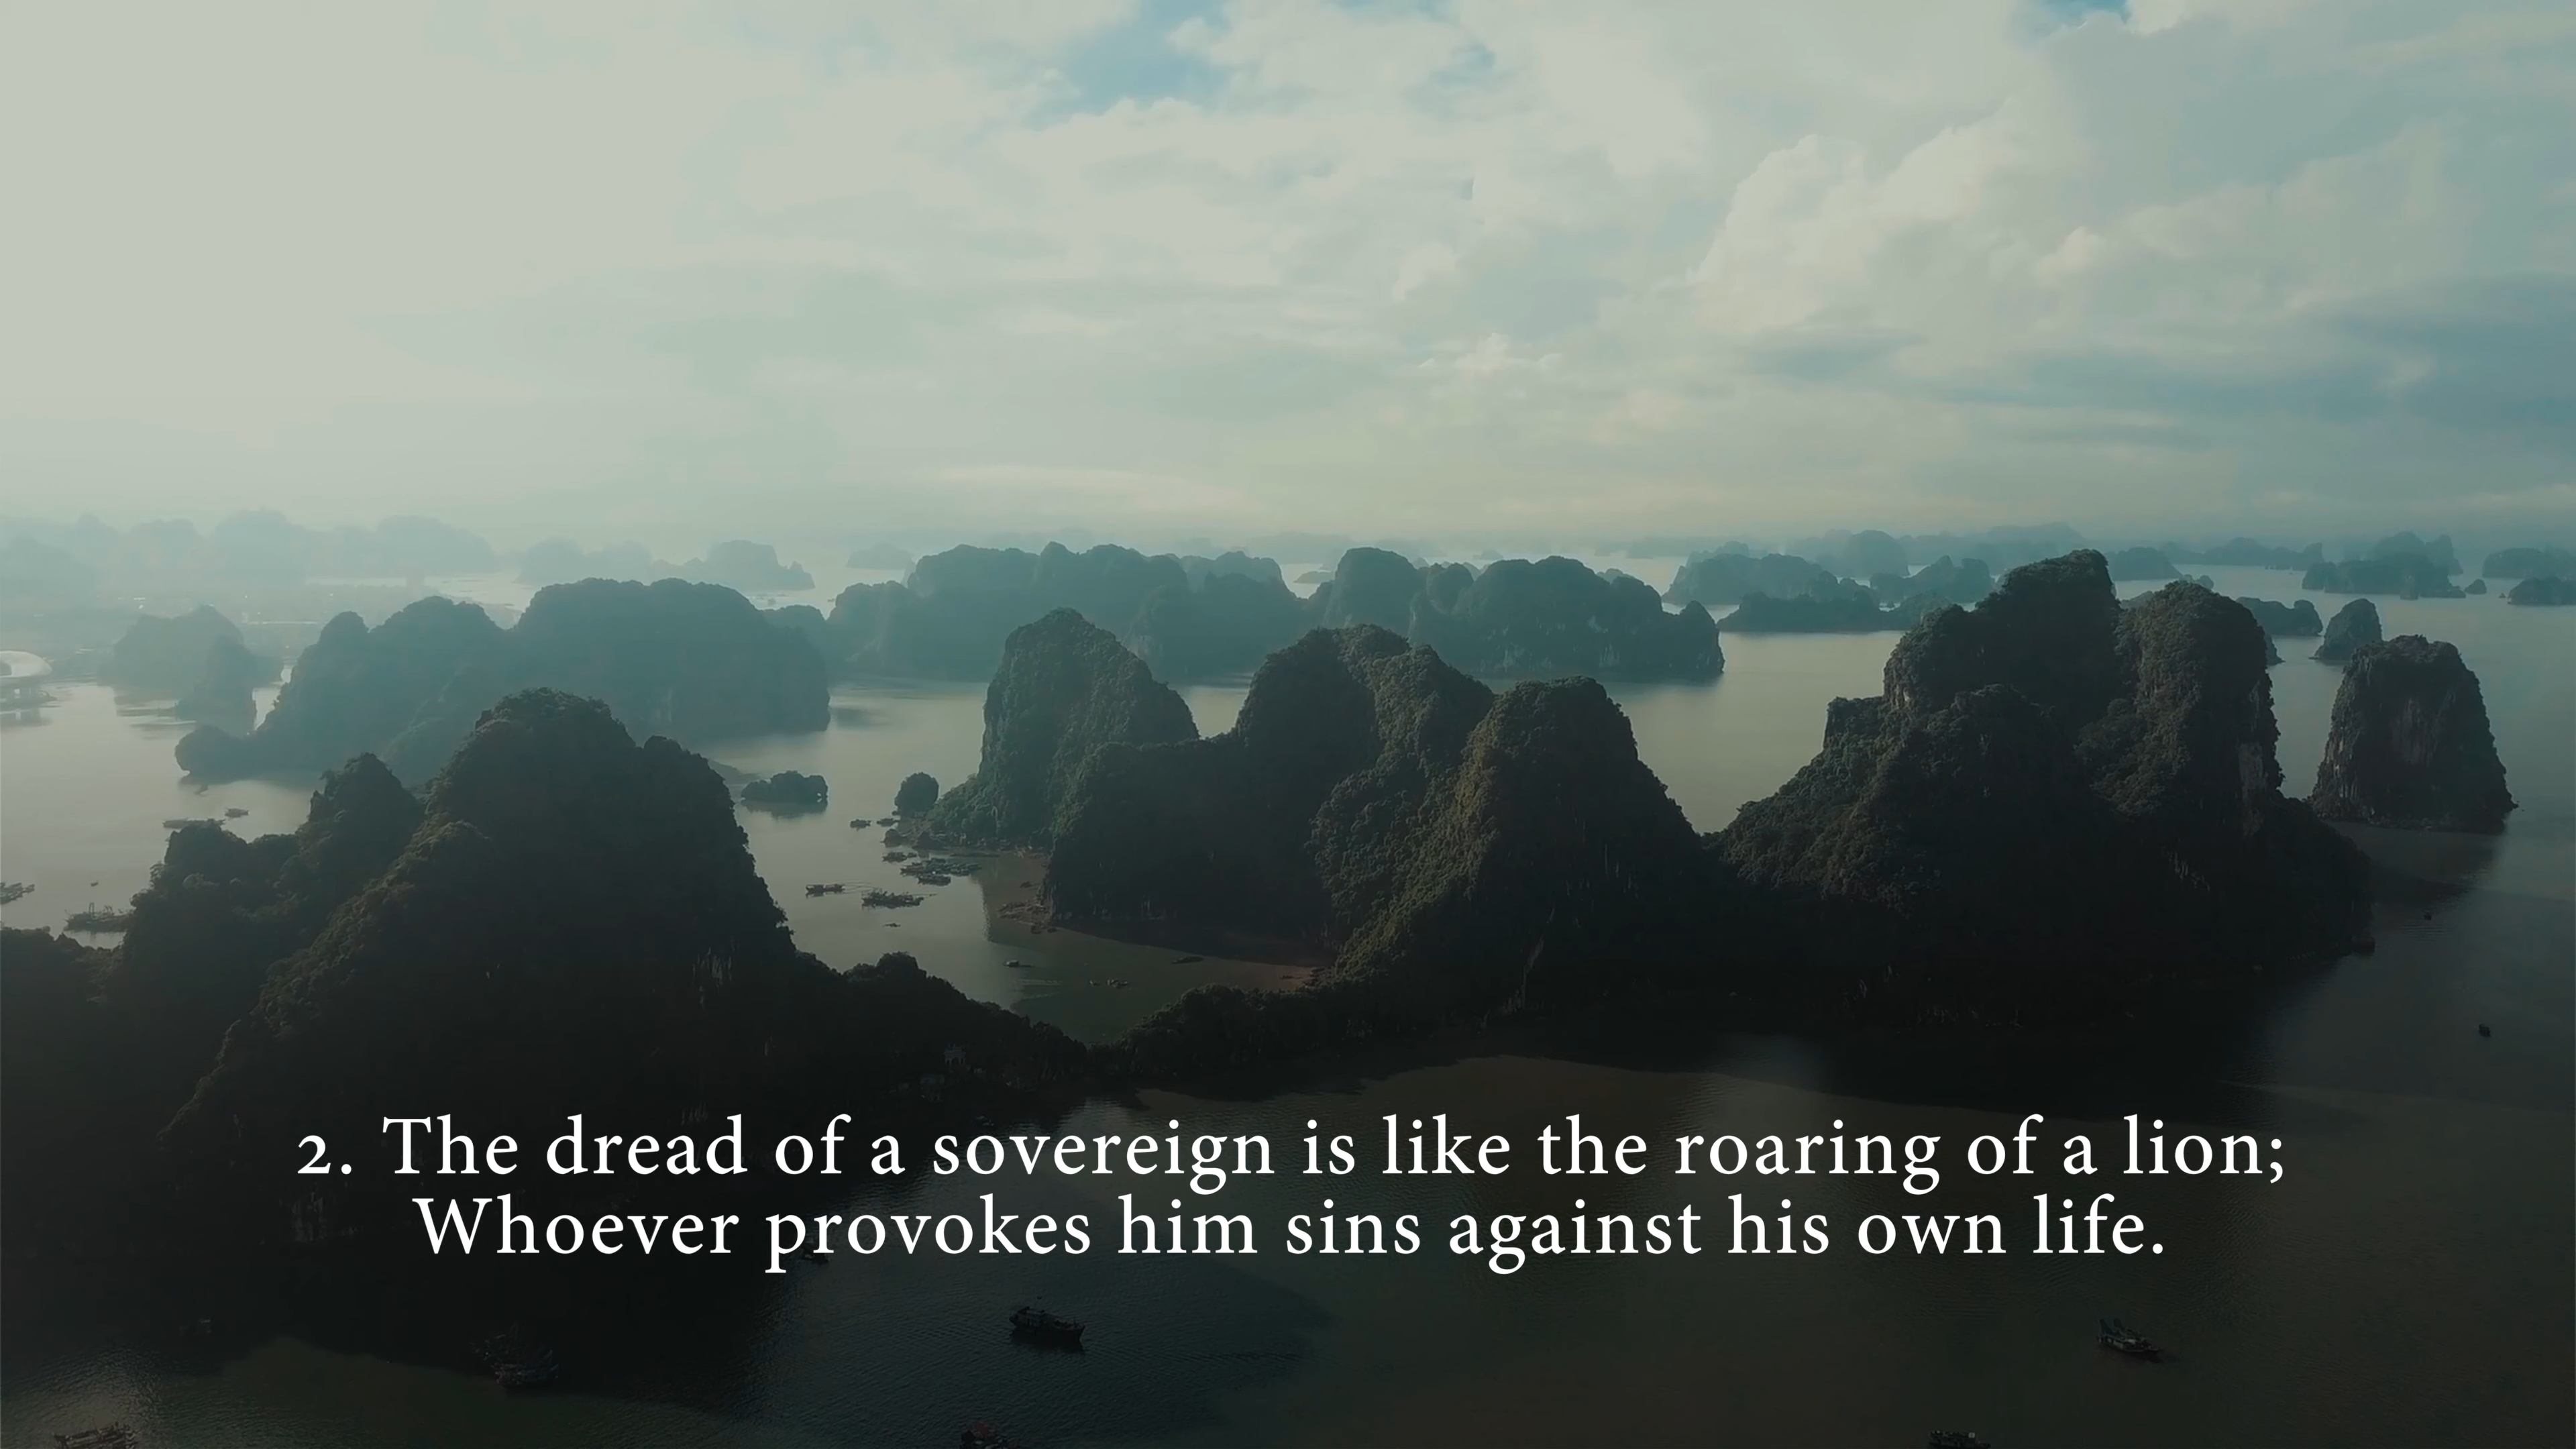 2. The dread of a sovereign is like the roaring of a lion;
Whoever provokes him sins against his own life.